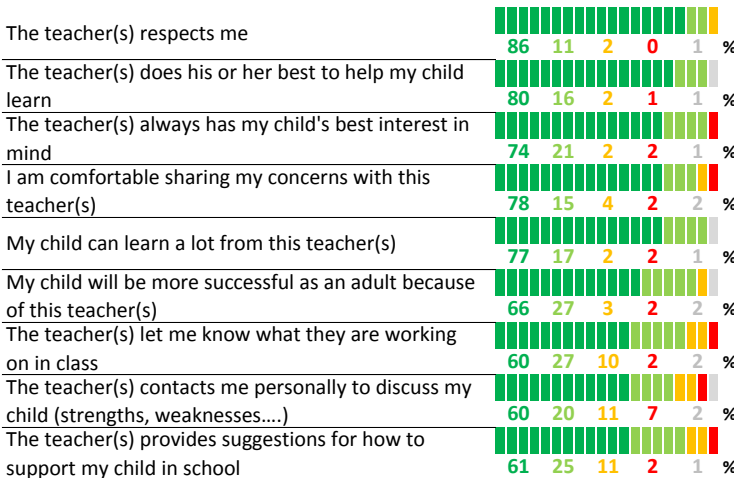 The teacher(s) respects me
86 11 2 0 1 %
The teacher(s) does his or her best to help my child
learn
80 16 2 1 1 %
The teacher(s) always has my child's best interest in
mind
74 21 2 2 1 %
I am comfortable sharing my concerns with this
teacher(s)
78 15 4 2 2 %
My child can learn a lot from this teacher(s)
77 17 2 2 1 %
My child will be more successful as an adult because
of this teacher(s)
66 27 3 2 2 %
The teacher(s) let me know what they are working
on in class
60 27 10 2 2 %
The teacher(s) contacts me personally to discuss my
child (strengths, weaknesses....)
60 20 11 7 2 %
The teacher(s) provides suggestions for how to
support my child in school
61 25 11 2 1 %